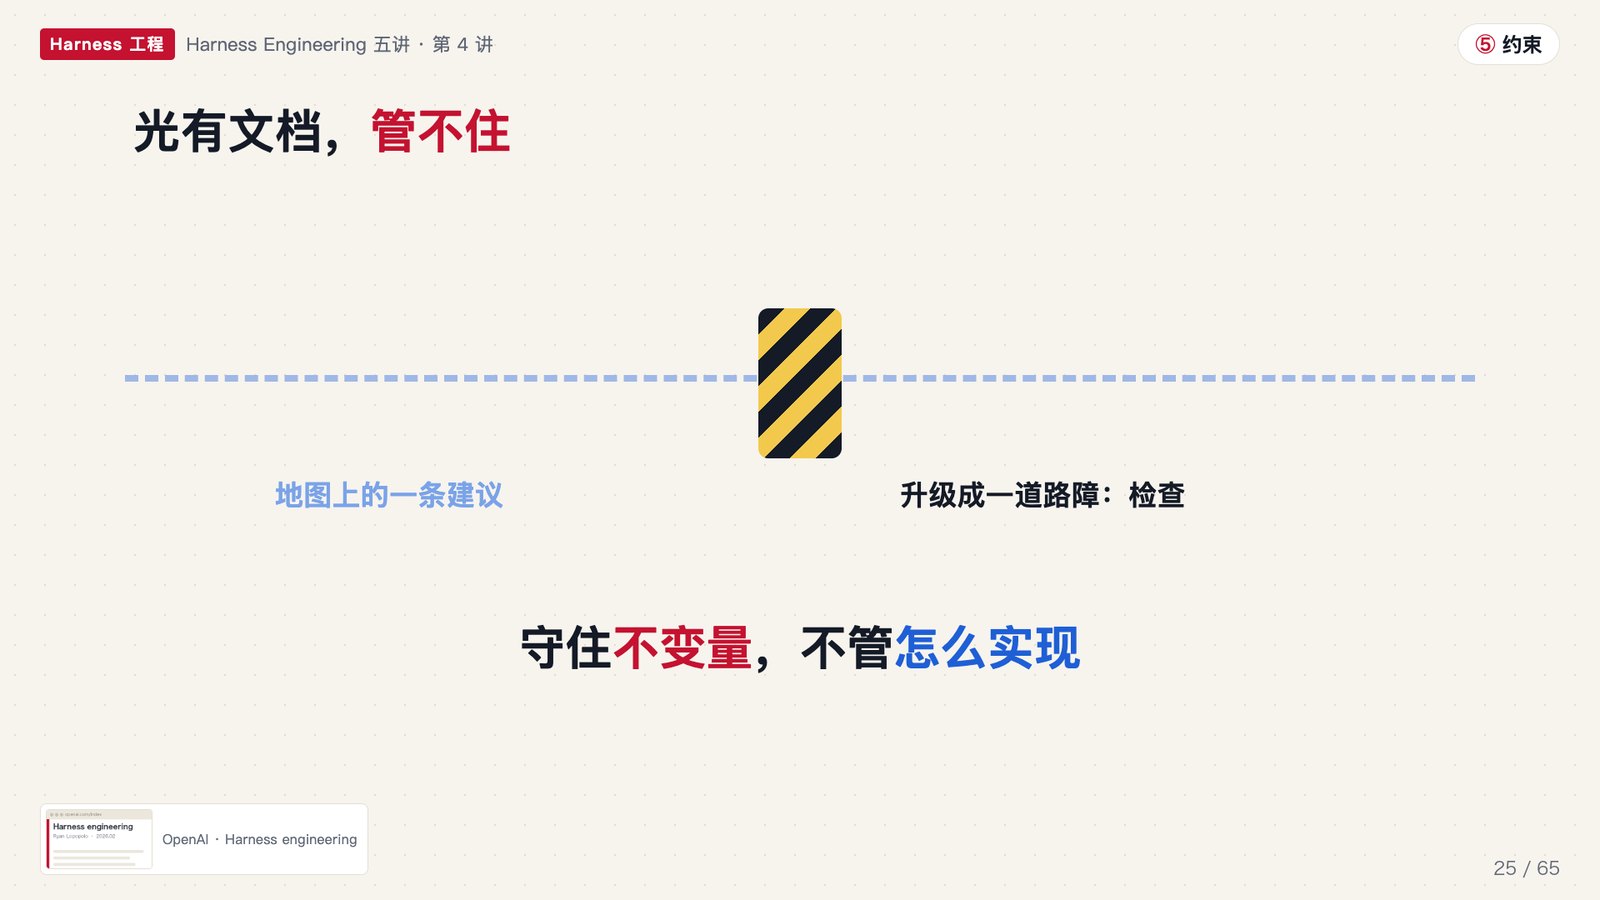 Harness 工程 Harness Engineering 五讲 · 第 4 讲
⑤ 约束
光有文档，管不住
地图上的一条建议
升级成一道路障：检查
守住不变量，不管怎么实现
Harness engineering
OpenAI · Harness engineering
25 / 65